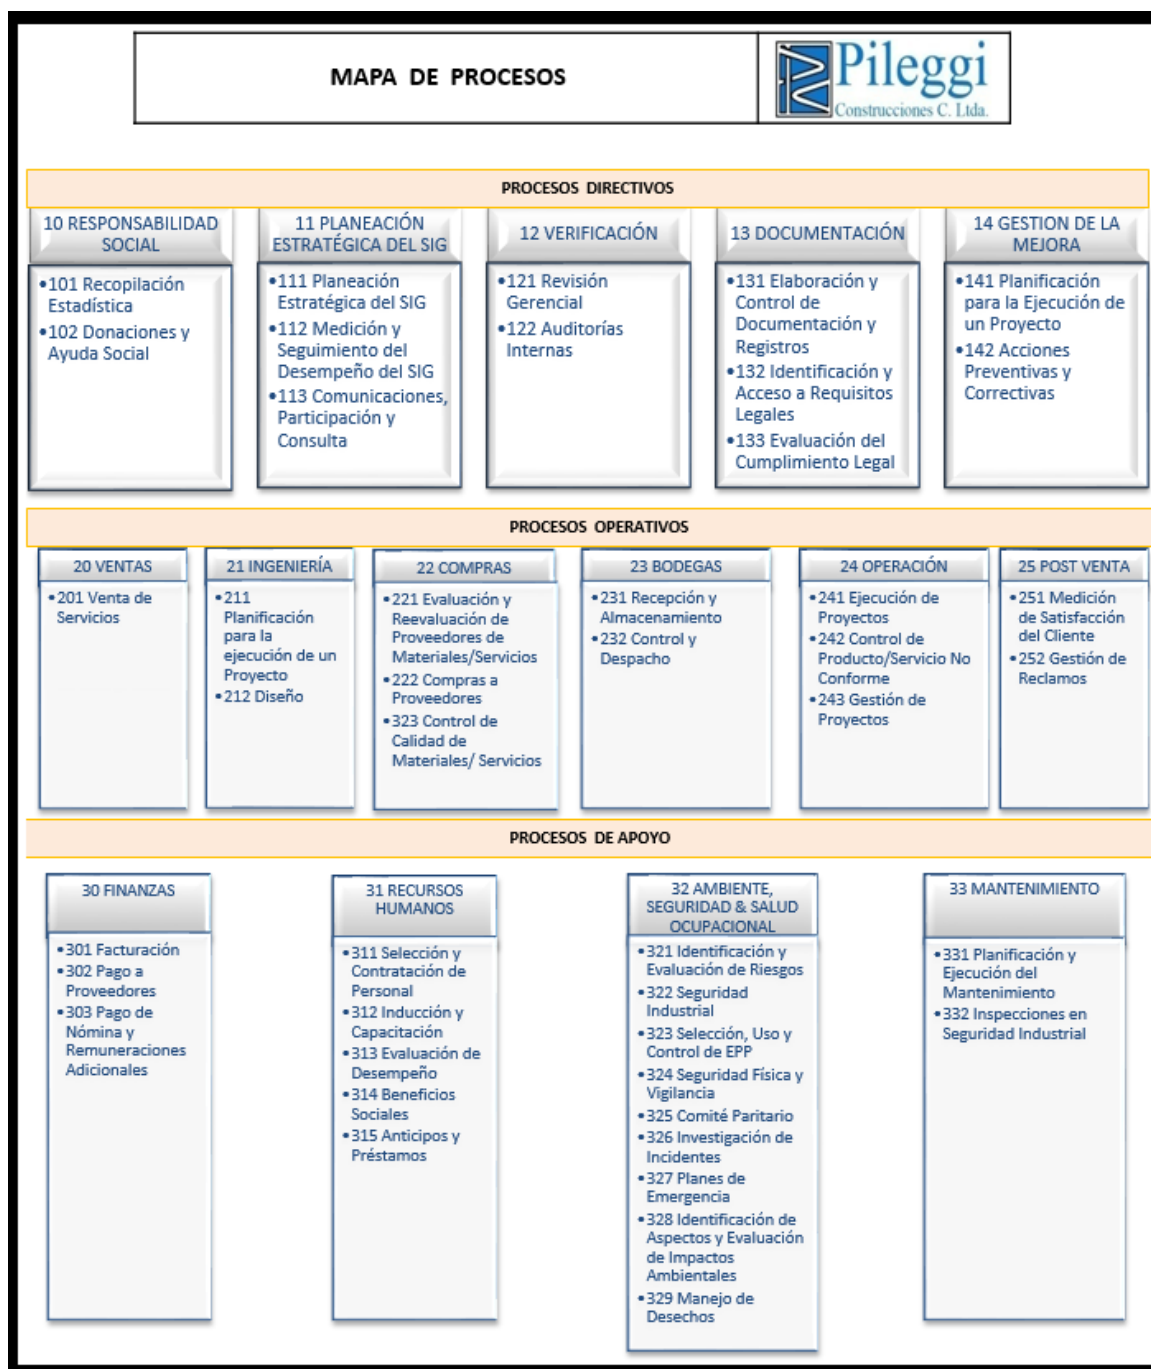 MAPA DE PROCESOS
Pileggi
Construcciones C. Ltda.
PROCESOS DIRECTIVOS
10 RESPONSABILIDAD
SOCIAL
•101 Recopilación
Estadística
•102 Donaciones y
Ayuda Social
11 PLANEACIÓN
ESTRATÉGICA DEL SIG
•111 Planeación
Estratégica del SIG
•112 Medición y
Seguimiento del
Desempeño del SIG
•113 Comunicaciones,
Participación y
Consulta
12 VERIFICACIÓN
•121 Revisión
Gerencial
•122 Auditorías
Internas
13 DOCUMENTACIÓN
•131 Elaboración y
Control de
Documentación y
Registros
•132 Identificación y
Acceso a Requisitos
Legales
•133 Evaluación del
Cumplimiento Legal
14 GESTION DE LA
MEJORA
•141 Planificación
para la Ejecución de
un Proyecto
•142 Acciones
Preventivas y
Correctivas
PROCESOS OPERATIVOS
20 VENTAS
•201 Venta de
Servicios
21 INGENIERÍA
•211
Planificación
para la
ejecución de un
Proyecto
•212 Diseño
22 COMPRAS
•221 Evaluación y
Reevaluación de
Proveedores de
Materiales/Servicios
•222 Compras a
Proveedores
•323 Control de
Calidad de
Materiales/ Servicios
23 BODEGAS
•231 Recepción y
Almacenamiento
•232 Control y
Despacho
24 OPERACIÓN
•241 Ejecución de
Proyectos
•242 Control de
Producto/Servicio No
Conforme
•243 Gestión de
Proyectos
25 POST VENTA
•251 Medición
de Satisfacción
del Cliente
•252 Gestión de
Reclamos
PROCESOS DE APOYO
30 FINANZAS
•301 Facturación
•302 Pago a
Proveedores
•303 Pago de
Nómina y
Remuneraciones
Adicionales
31 RECURSOS
HUMANOS
•311 Selección y
Contratación de
Personal
•312 Inducción y
Capacitación
•313 Evaluación de
Desempeño
•314 Beneficios
Sociales
•315 Anticipos y
Préstamos
32 AMBIENTE,
SEGURIDAD & SALUD
OCUPACIONAL
•321 Identificación y
Evaluación de Riesgos
•322 Seguridad
Industrial
•323 Selección, Uso y
Control de EPP
•324 Seguridad Física y
Vigilancia
•325 Comité Paritario
•326 Investigación de
Incidentes
•327 Planes de
Emergencia
•328 Identificación de
Aspectos y Evaluación
de Impactos
Ambientales
•329 Manejo de
Desechos
33 MANTENIMIENTO
•331 Planificación y
Ejecución del
Mantenimiento
•332 Inspecciones en
Seguridad Industrial